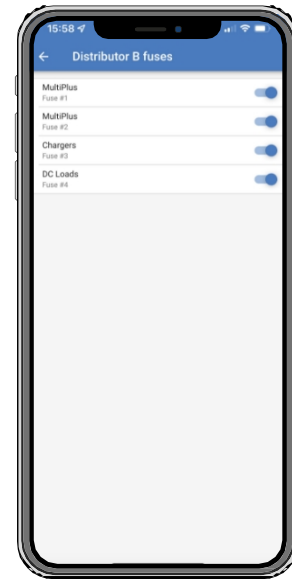 15:58
Distributor B fuses
MultiPlus
Fuse #1
MultiPlus
Fuse #2
Chargers
Fuse #3
DC Loads
Fuse #4